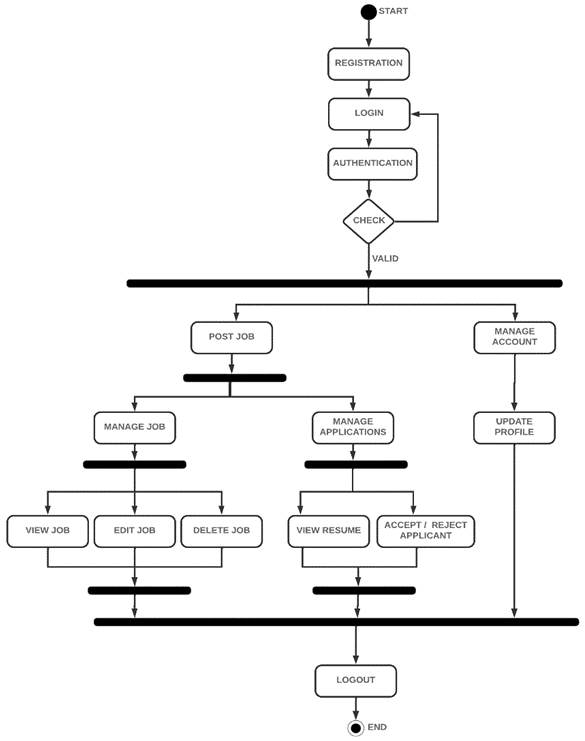 START
REGISTRATION
LOGIN
AUTHENTICATION
CHECK
VALID
POST JOB
MANAGE
ACCOUNT
MANAGE JOB
MANAGE
APPLICATIONS
UPDATE
PROFILE
VIEW JOB
EDIT JOB
DELETE JOB
VIEW RESUME
ACCEPT / REJECT
APPLICANT
LOGOUT
END